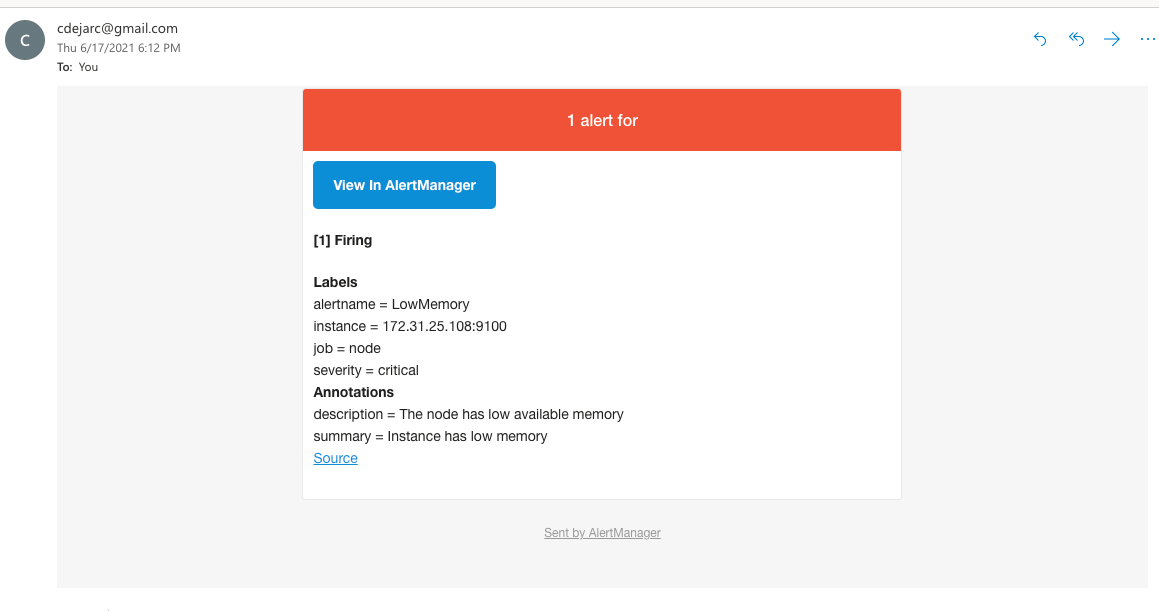 C
cdejarc@gmail.com
Thu 6/17/2021 6:12 PM
To: You
1 alert for
View In AlertManager
[1] Firing
Labels
alertname = LowMemory
instance = 172.31.25.108:9100
job = node
severity = critical
Annotations
description = The node has low available memory
summary = Instance has low memory
Source
Sent by AlertManager